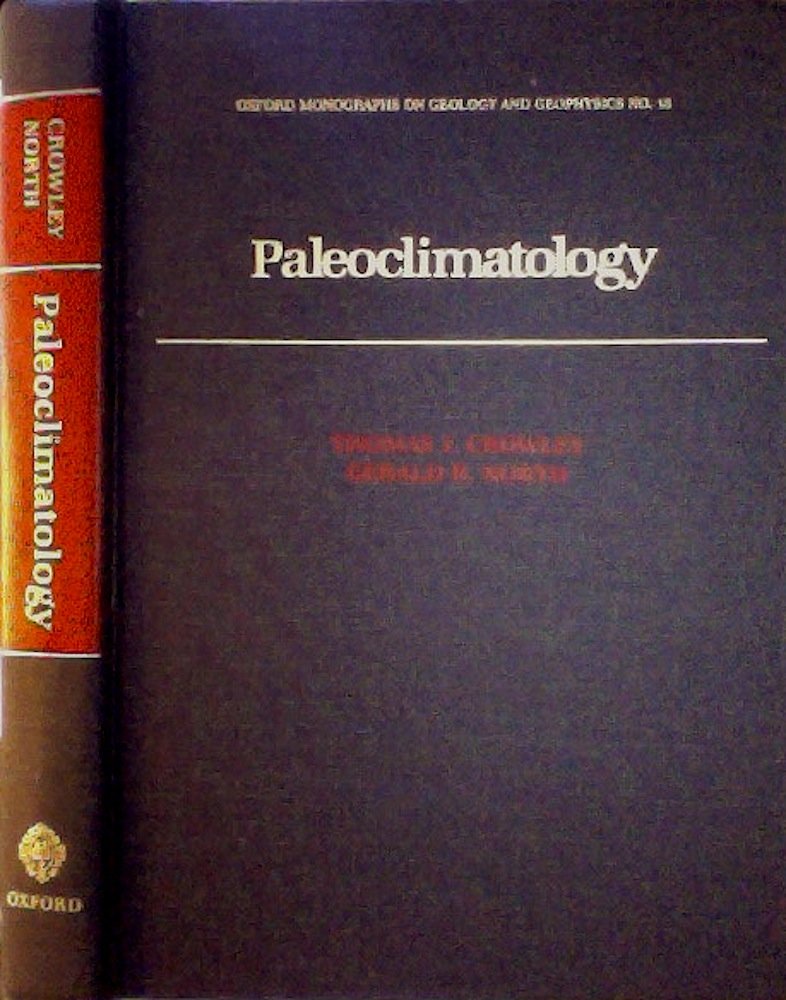 CROWLEY
NORTH
Paleoclimatology
OXFORD
OXFORD MONOGRAPHS ON GEOLOGY AND GEOPHYSICS NO. 18
Paleoclimatology
THOMAS J. CROWLEY
GERALD R. NORTH